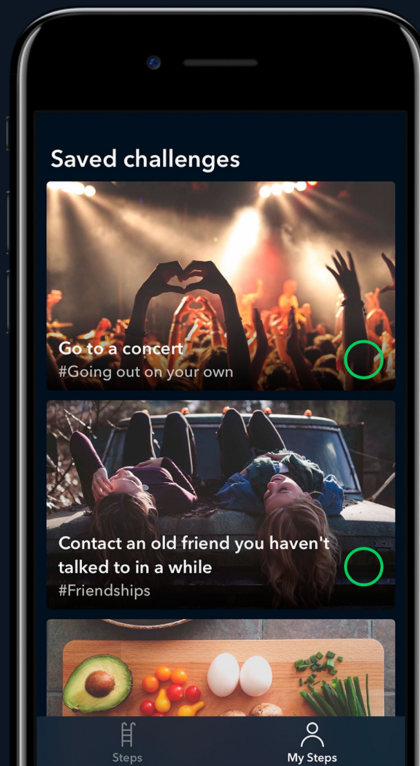 Saved challenges
Go to a concert
#Going out on your own
Contact an old friend you haven't
talked to in a while
#Friendships
Steps
My Steps